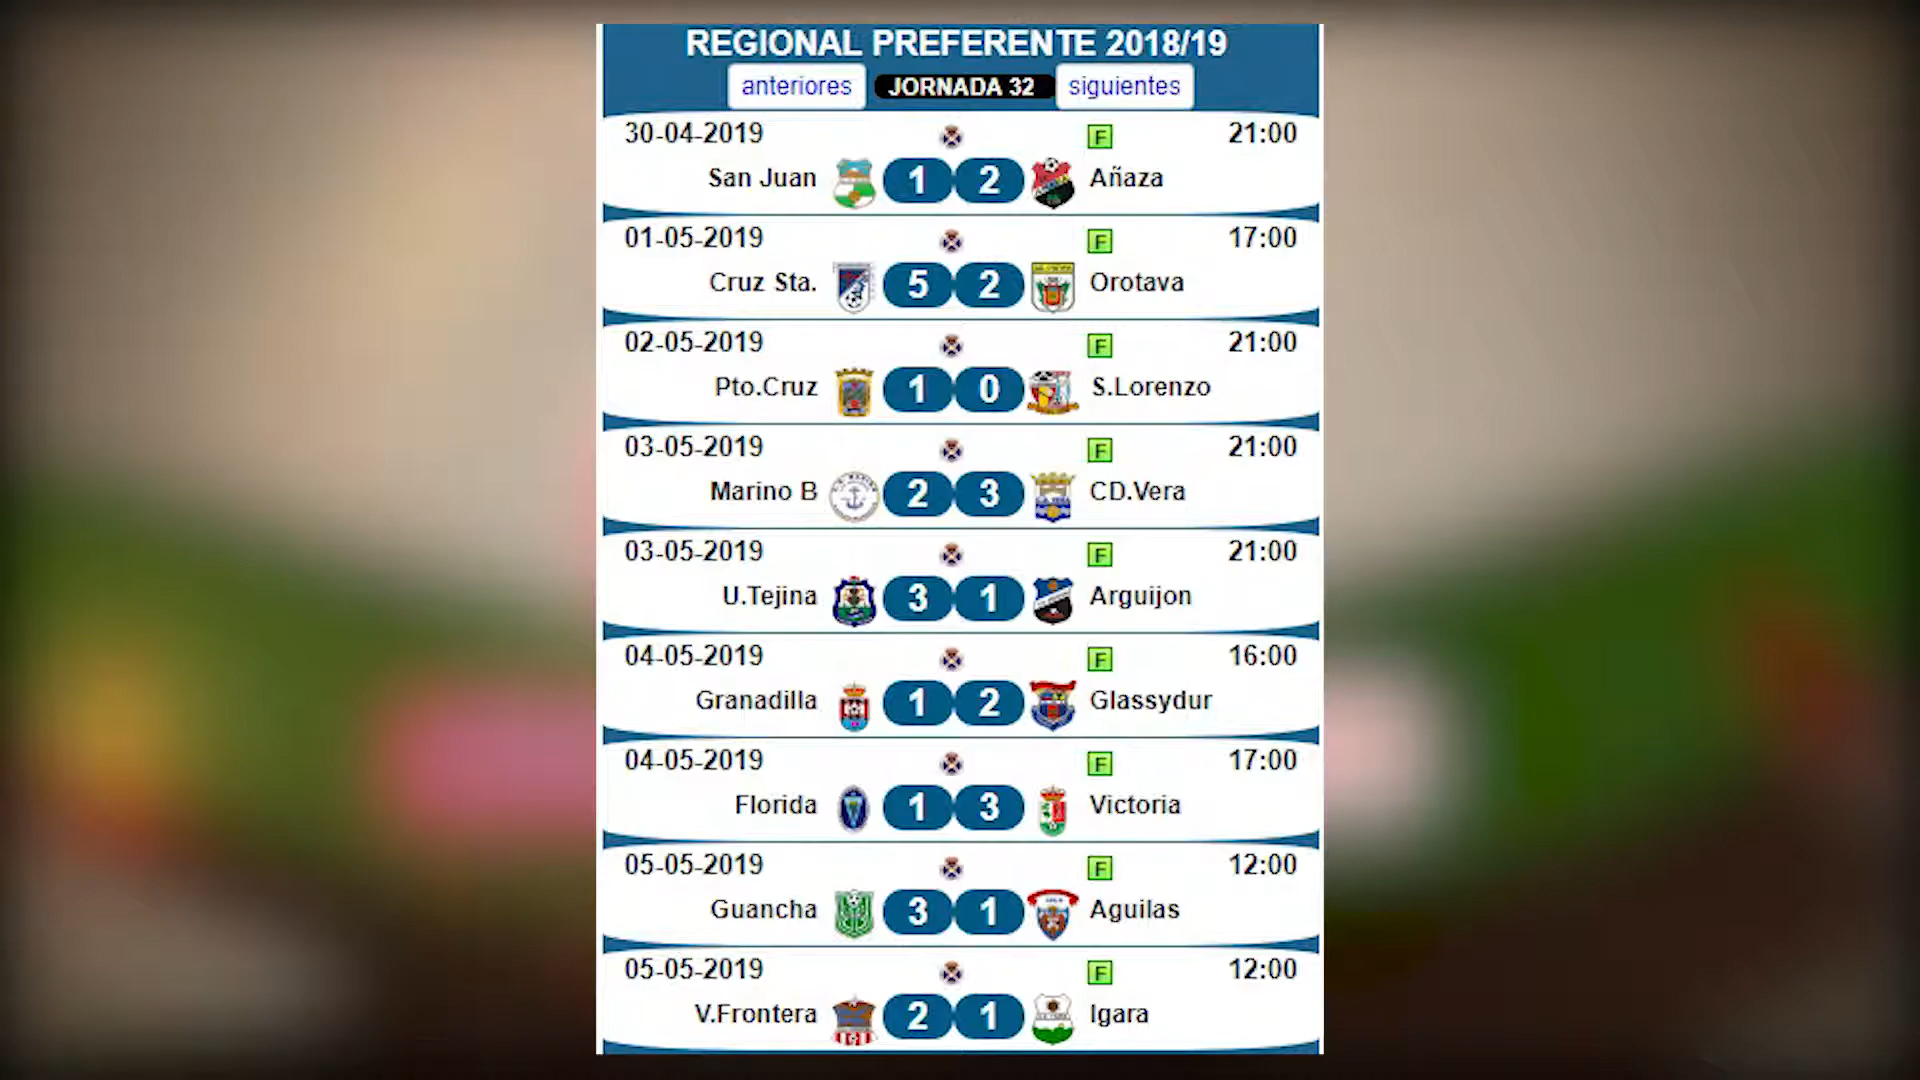 REGIONAL PREFERENTE 2018/19
anteriores JORNADA 32 siguientes
30-04-2019 F 21:00
San Juan 1 2 Añaza
01-05-2019 F 17:00
Cruz Sta. 5 2 Orotava
02-05-2019 F 21:00
Pto.Cruz 1 0 S.Lorenzo
03-05-2019 F 21:00
Marino B 2 3 CD.Vera
03-05-2019 F 21:00
U.Tejina 3 1 Arguijon
04-05-2019 F 16:00
Granadilla 1 2 Glassydur
04-05-2019 F 17:00
Florida 1 3 Victoria
05-05-2019 F 12:00
Guancha 3 1 Aguilas
05-05-2019 F 12:00
V.Frontera 2 1 Igara